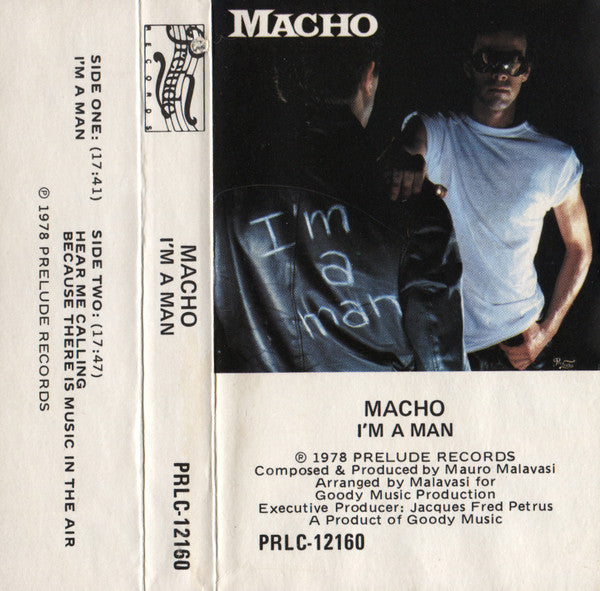 SIDE ONE: (17:41)
I'M A MAN
SIDE TWO: (17:47)
HEAR ME CALLING
BECAUSE THERE IS MUSIC IN THE AIR
℗ 1978 PRELUDE RECORDS
Prelude
RECORDS
MACHO
I'M A MAN
PRLC-12160
MACHO
I'm
a
man
MACHO
I'M A MAN
℗ 1978 PRELUDE RECORDS
Composed & Produced by Mauro Malavasi
Arranged by Malavasi for
Goody Music Production
Executive Producer: Jacques Fred Petrus
A Product of Goody Music
PRLC-12160